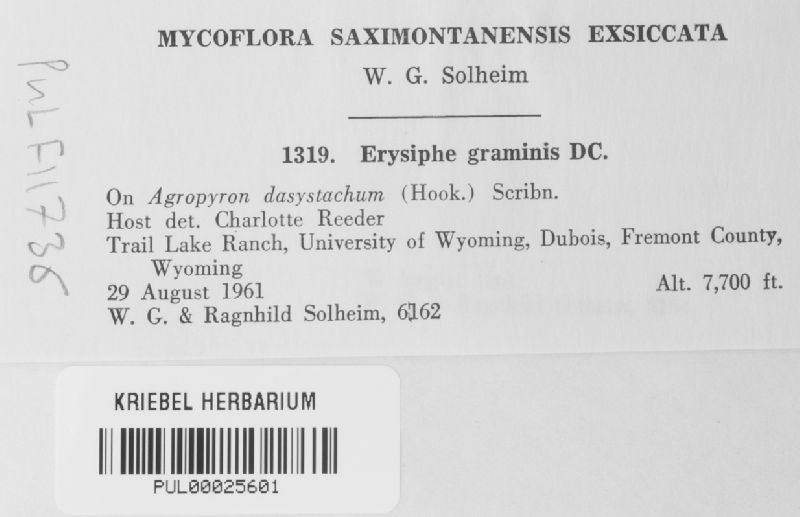 MYCOFLORA SAXIMONTANENSIS EXSICCATA
W. G. Solheim
1319. Erysiphe graminis DC.
On Agropyron dasystachum (Hook.) Scribn.
Host det. Charlotte Reeder
Trail Lake Ranch, University of Wyoming, Dubois, Fremont County,
Wyoming
29 August 1961 Alt. 7,700 ft.
W. G. & Ragnhild Solheim, 6162
PUL F11736
KRIEBEL HERBARIUM
PUL00025601